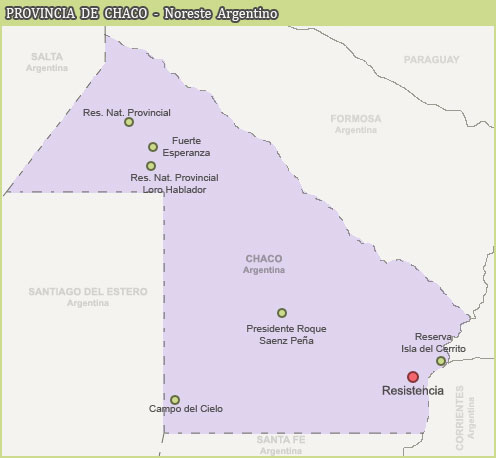 PROVINCIA DE CHACO - Noreste Argentino
SALTA
Argentina
PARAGUAY
Res. Nat. Provincial
FORMOSA
Argentina
Fuerte
Esperanza
Res. Nat. Provincial
Loro Hablador
CHACO
Argentina
SANTIAGO DEL ESTERO
Argentina
Presidente Roque
Saenz Peña
Reserva
Isla del Cerrito
Resistencia
Campo del Cielo
CORRIENTES
Argentina
SANTA FE
Argentina